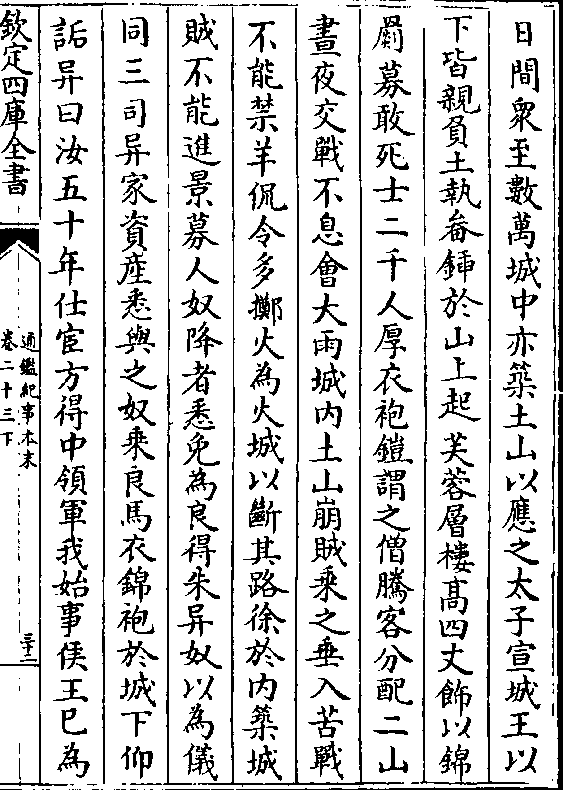 日間衆至數萬城中亦築土山以應之太子宣城王以
下皆親負土執畚鍤於山上起芙蓉層樓高四丈飾以錦
罽募敢死士二千人厚衣袍鎧謂之僧騰客分配二山
晝夜交戰不息會大雨城内土山崩賊乘之垂入苦戰
不能禁羊侃令多擲火為火城以斷其路徐於内築城
賊不能進景募人奴降者悉免為良得朱异奴以為儀
同三司异家資產悉與之奴乘良馬衣錦袍於城下仰
詬异曰汝五十年仕宦方得中領軍我始事侯王已為
欽定四庫全書
通鑑紀事本末
卷二十三下
三十二